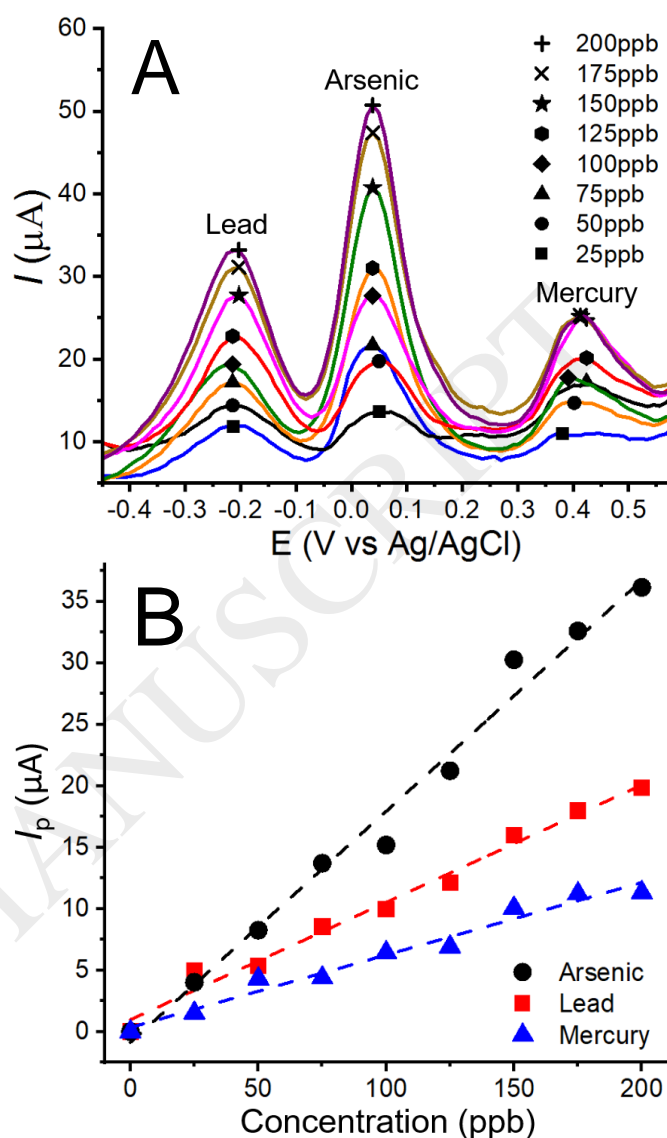 A
60
50
40
30
20
10
I (µA)
Lead
Arsenic
Mercury
200ppb
175ppb
150ppb
125ppb
100ppb
75ppb
50ppb
25ppb
-0.4 -0.3 -0.2 -0.1 0.0 0.1 0.2 0.3 0.4 0.5
E (V vs Ag/AgCl)
B
35
30
25
20
15
10
5
0
Ip (µA)
Arsenic
Lead
Mercury
0 50 100 150 200
Concentration (ppb)
MANUSCRIPT